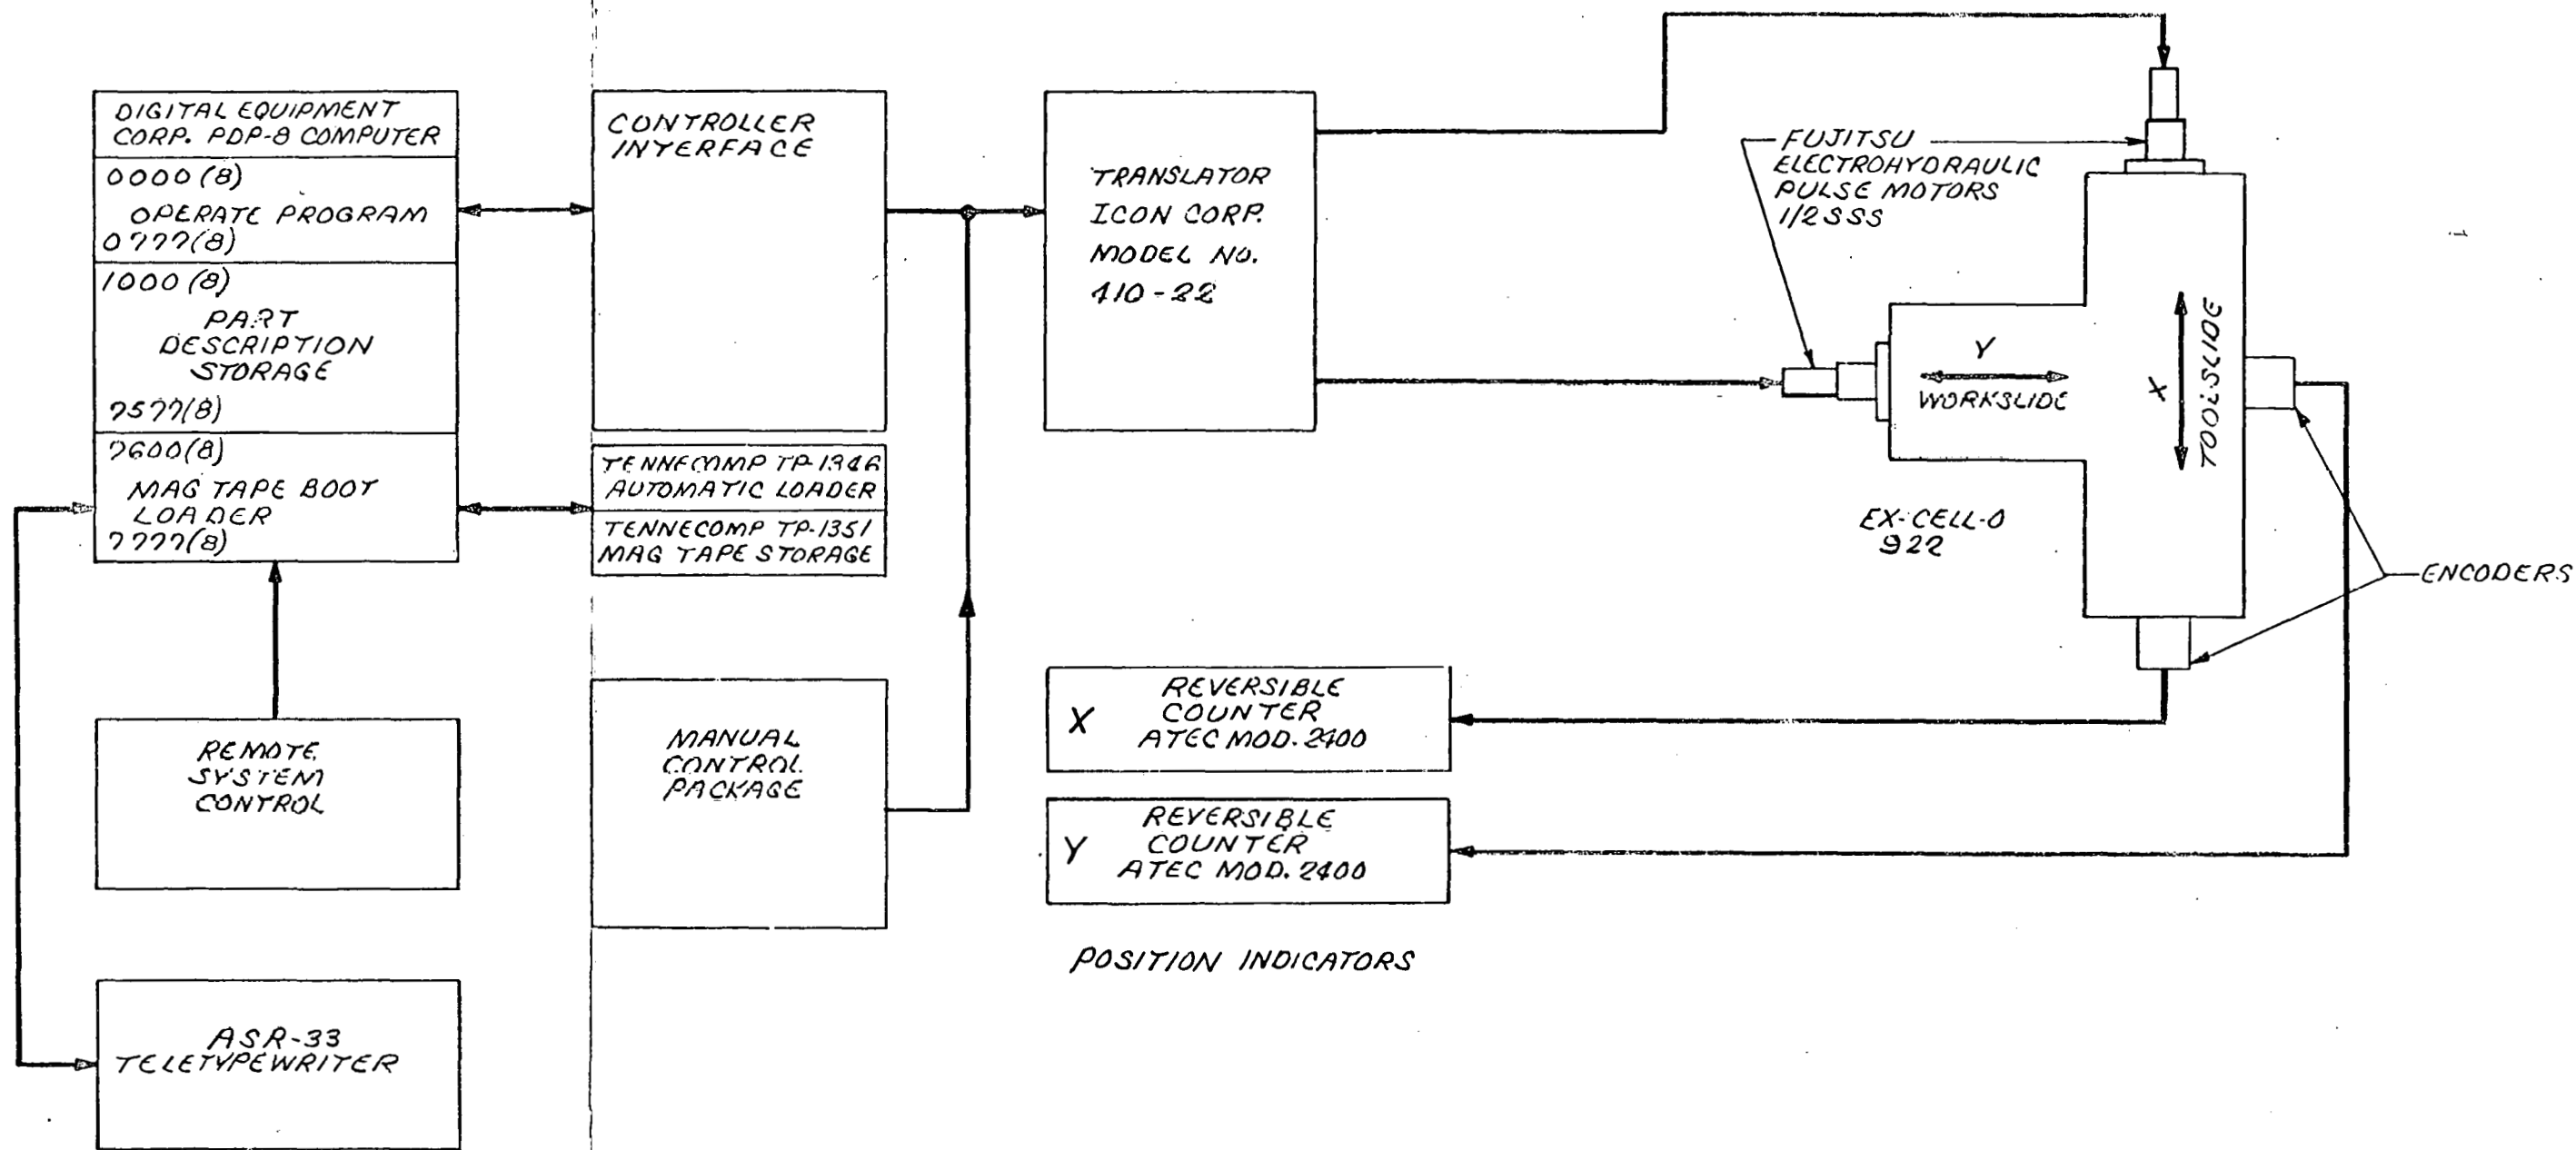 DIGITAL EQUIPMENT
CORP. PDP-8 COMPUTER
0000(8)
OPERATE PROGRAM
0777(8)
1000(8)
PART
DESCRIPTION
STORAGE
7577(8)
7600(8)
MAG TAPE BOOT
LOADER
7777(8)
REMOTE
SYSTEM
CONTROL
ASR-33
TELETYPEWRITER
CONTROLLER
INTERFACE
TENNECOMP
AUTOMATIC LOADER
TENNECOMP TP-1351
MAG TAPE STORAGE
MANUAL
CONTROL
PACKAGE
TRANSLATOR
ICON CORP.
MODEL NO.
410-22
X
REVERSIBLE
COUNTER
ATEC MOD. 2400
Y
REVERSIBLE
COUNTER
ATEC MOD. 2400
POSITION INDICATORS
FUJITSU
ELECTROHYDRAULIC
PULSE MOTORS
1/2 SSS
Y
WORKSLIDE
X
TOOLSLIDE
EX-CELL-O
922
ENCODERS